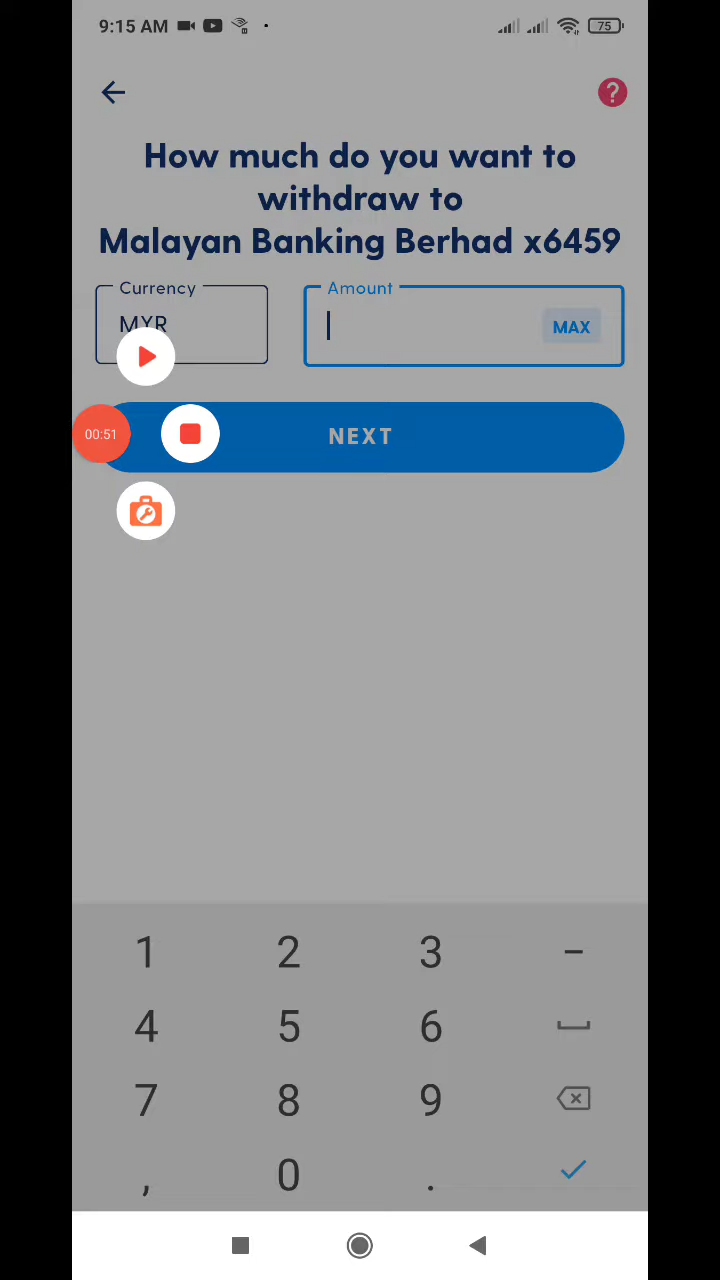 9:15 AM
75
?
How much do you want to
withdraw to
Malayan Banking Berhad x6459
Currency
Amount
MYR
MAX
00:51
NEXT
1 2 3 -
4 5 6
7 8 9
, 0 .